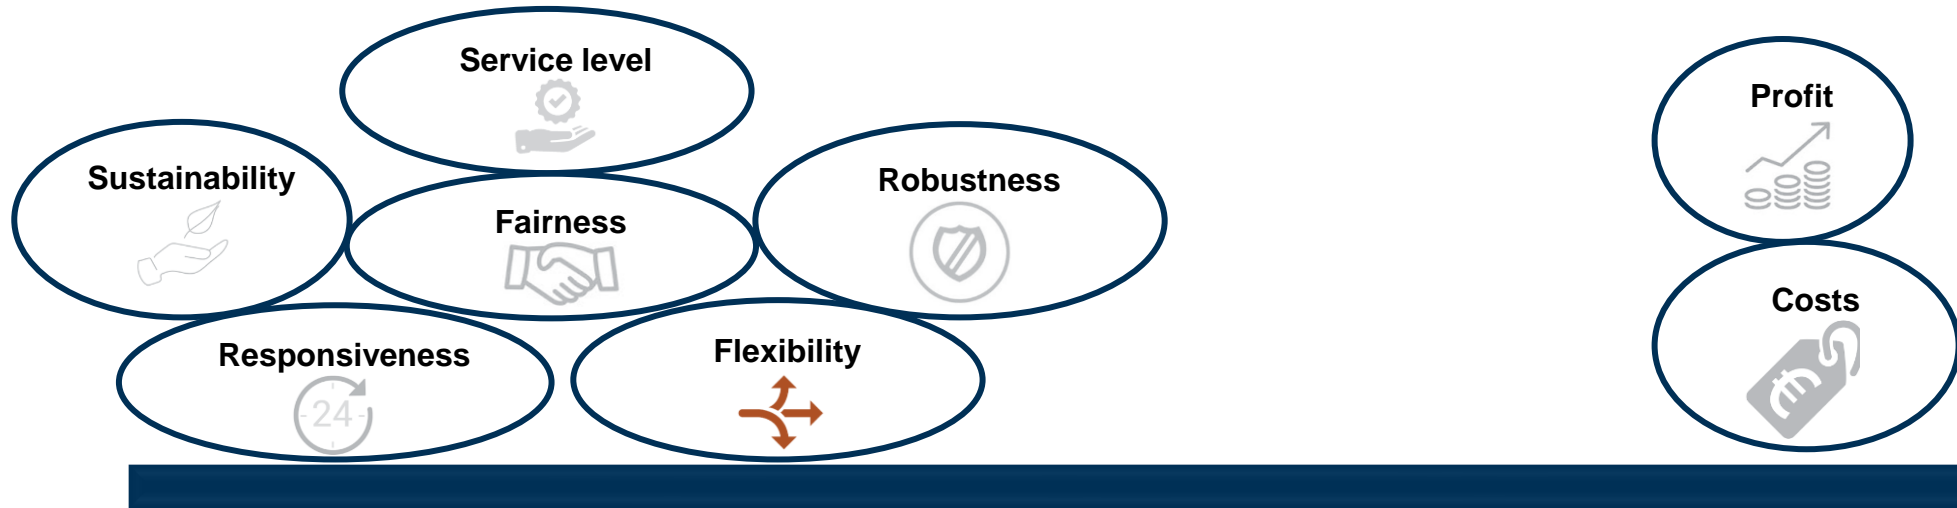 Service level
Profit
Sustainability
Robustness
Fairness
Costs
Responsiveness
Flexibility
24
€